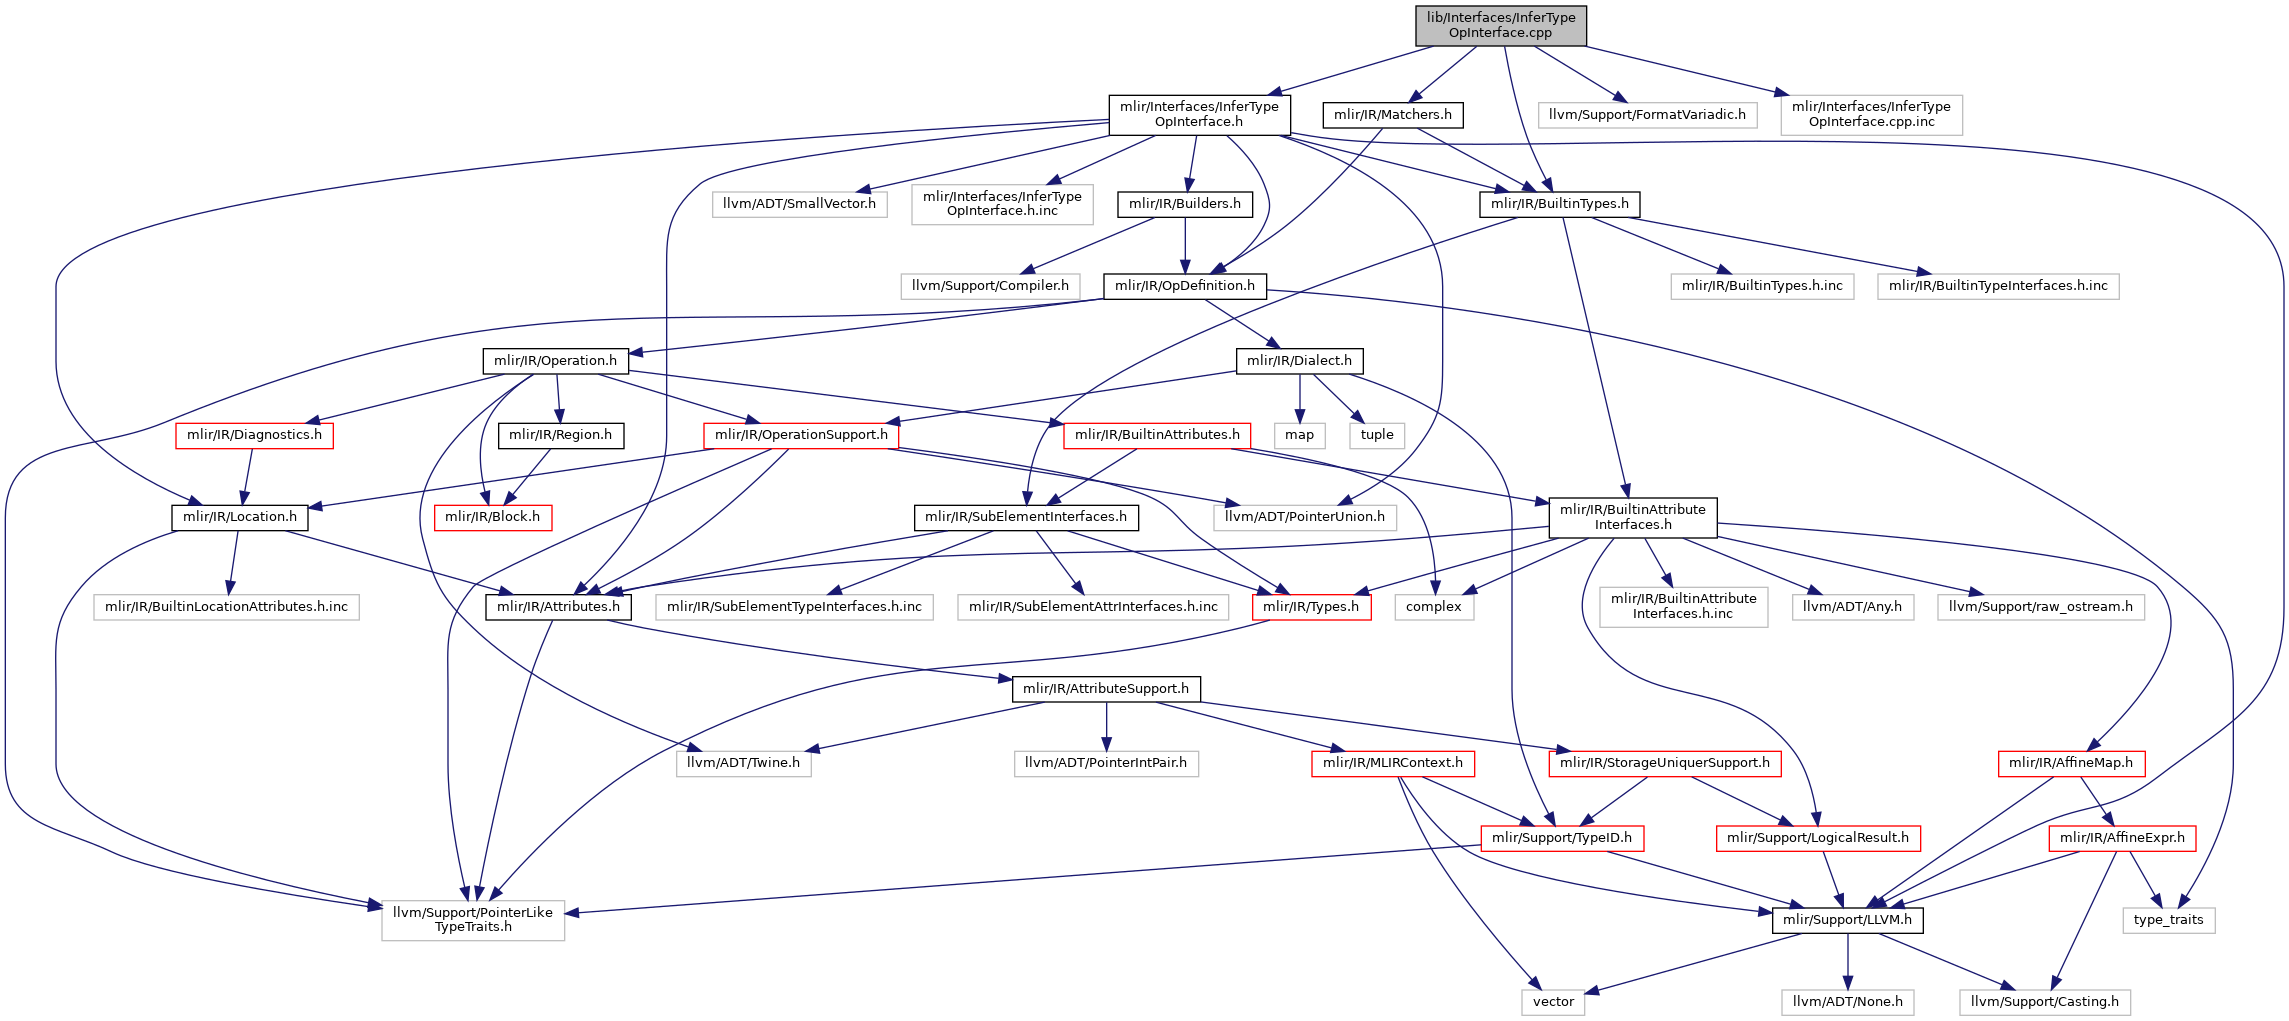 lib/Interfaces/InferType
OpInterface.cpp
mlir/Interfaces/InferType
OpInterface.h
mlir/IR/Matchers.h
llvm/Support/FormatVariadic.h
mlir/Interfaces/InferType
OpInterface.cpp.inc
llvm/ADT/SmallVector.h
mlir/Interfaces/InferType
OpInterface.h.inc
mlir/IR/Builders.h
mlir/IR/BuiltinTypes.h
llvm/Support/Compiler.h
mlir/IR/OpDefinition.h
mlir/IR/BuiltinTypes.h.inc
mlir/IR/BuiltinTypeInterfaces.h.inc
mlir/IR/Operation.h
mlir/IR/Dialect.h
mlir/IR/Diagnostics.h
mlir/IR/Region.h
mlir/IR/OperationSupport.h
mlir/IR/BuiltinAttributes.h
map
tuple
mlir/IR/Location.h
mlir/IR/Block.h
mlir/IR/SubElementInterfaces.h
llvm/ADT/PointerUnion.h
mlir/IR/BuiltinAttribute
Interfaces.h
mlir/IR/BuiltinLocationAttributes.h.inc
mlir/IR/Attributes.h
mlir/IR/SubElementTypeInterfaces.h.inc
mlir/IR/SubElementAttrInterfaces.h.inc
mlir/IR/Types.h
complex
mlir/IR/BuiltinAttribute
Interfaces.h.inc
llvm/ADT/Any.h
llvm/Support/raw_ostream.h
mlir/IR/AttributeSupport.h
llvm/ADT/Twine.h
llvm/ADT/PointerIntPair.h
mlir/IR/MLIRContext.h
mlir/IR/StorageUniquerSupport.h
mlir/IR/AffineMap.h
mlir/Support/TypeID.h
mlir/Support/LogicalResult.h
mlir/IR/AffineExpr.h
llvm/Support/PointerLike
TypeTraits.h
mlir/Support/LLVM.h
type_traits
vector
llvm/ADT/None.h
llvm/Support/Casting.h